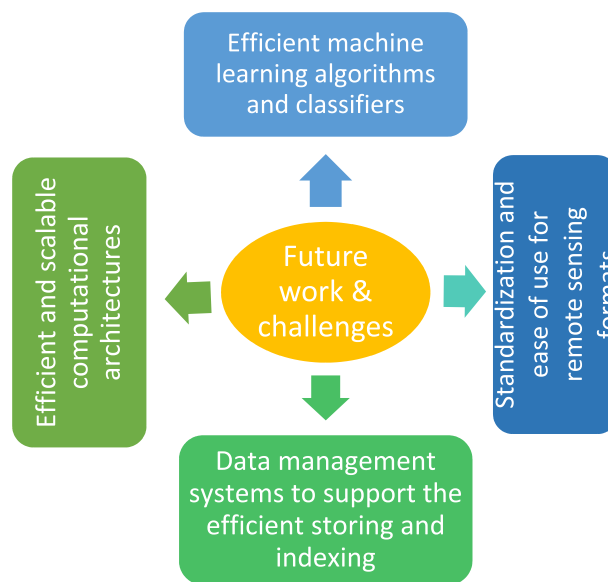 Efficient machine
learning algorithms
and classifiers
Efficient and scalable
computational
architectures
Future
work &
challenges
Standardization and
ease of use for
remote sensing
formats
Data management
systems to support the
efficient storing and
indexing